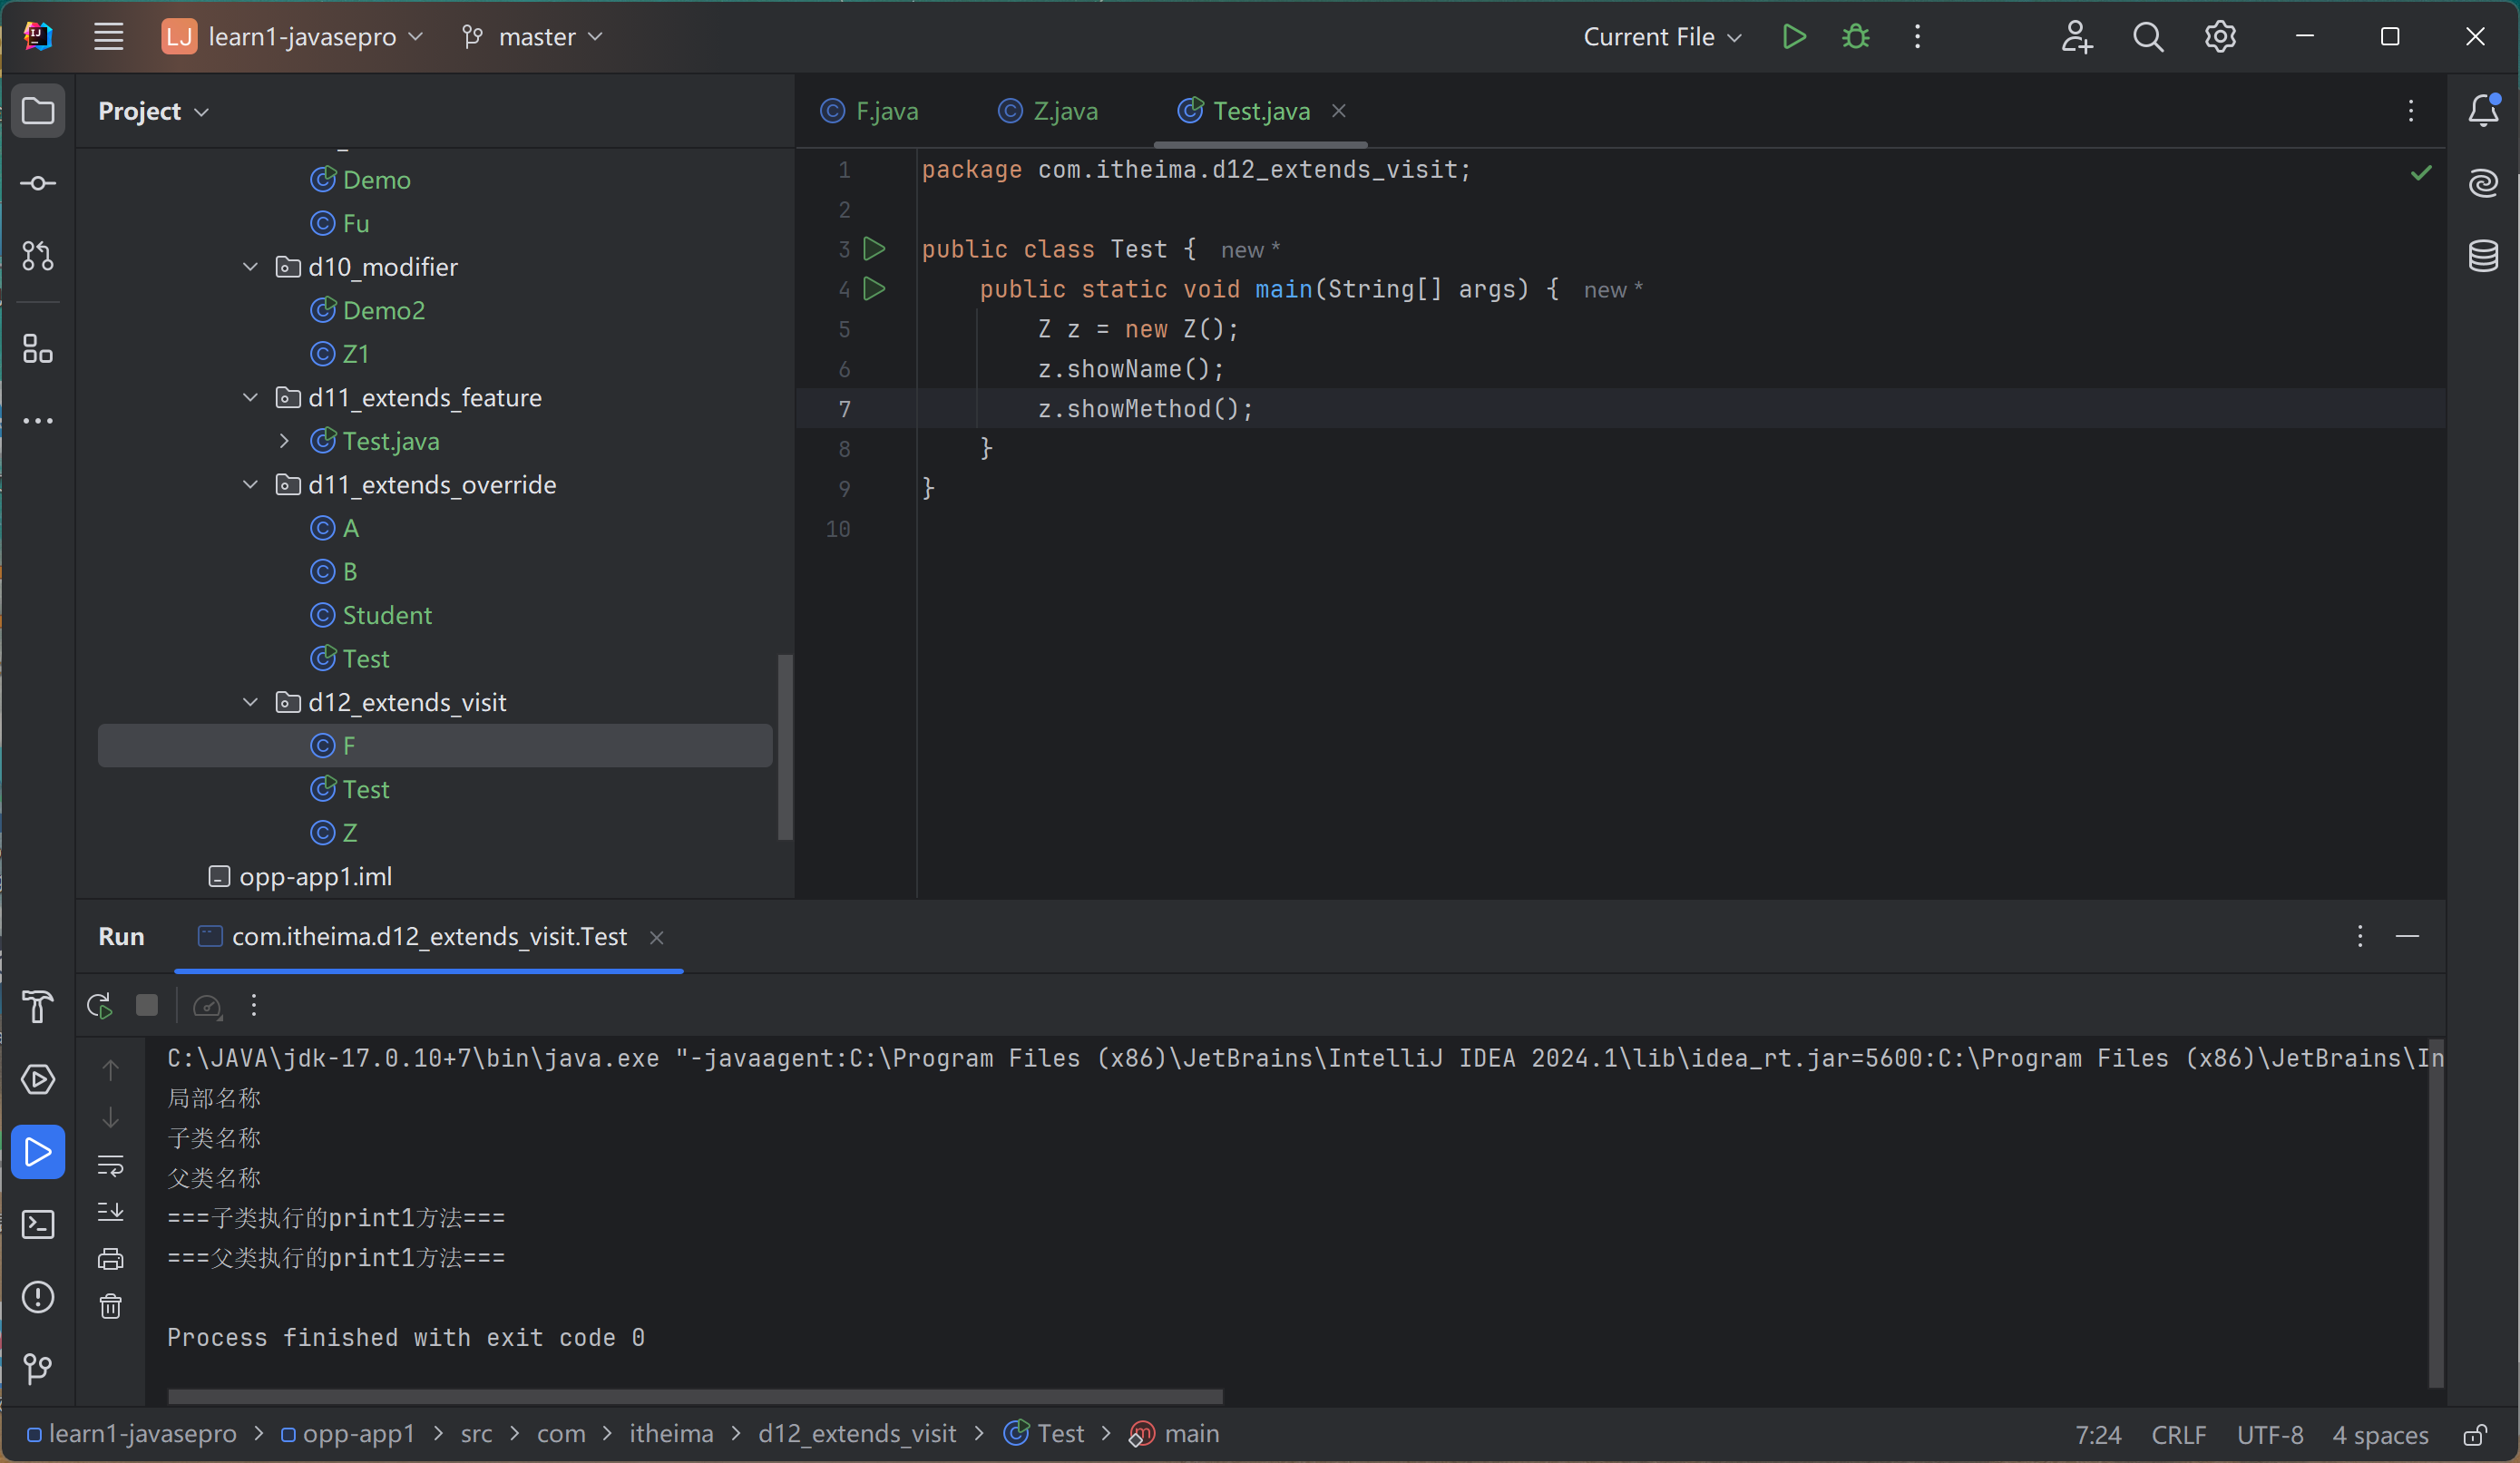 LJ learn1-javasepro master Current File
Project
F.java Z.java Test.java
Demo
Fu
d10_modifier
Demo2
Z1
d11_extends_feature
Test.java
d11_extends_override
A
B
Student
Test
d12_extends_visit
F
Test
Z
opp-app1.iml
1 package com.itheima.d12_extends_visit;
2
3 public class Test { new *
4 public static void main(String[] args) { new *
5 Z z = new Z();
6 z.showName();
7 z.showMethod();
8 }
9 }
10
Run com.itheima.d12_extends_visit.Test
C:\JAVA\jdk-17.0.10+7\bin\java.exe "-javaagent:C:\Program Files (x86)\JetBrains\IntelliJ IDEA 2024.1\lib\idea_rt.jar=5600:C:\Program Files (x86)\JetBrains\In
局部名称
子类名称
父类名称
===子类执行的print1方法===
===父类执行的print1方法===
Process finished with exit code 0
learn1-javasepro > opp-app1 > src > com > itheima > d12_extends_visit > Test > main 7:24 CRLF UTF-8 4 spaces